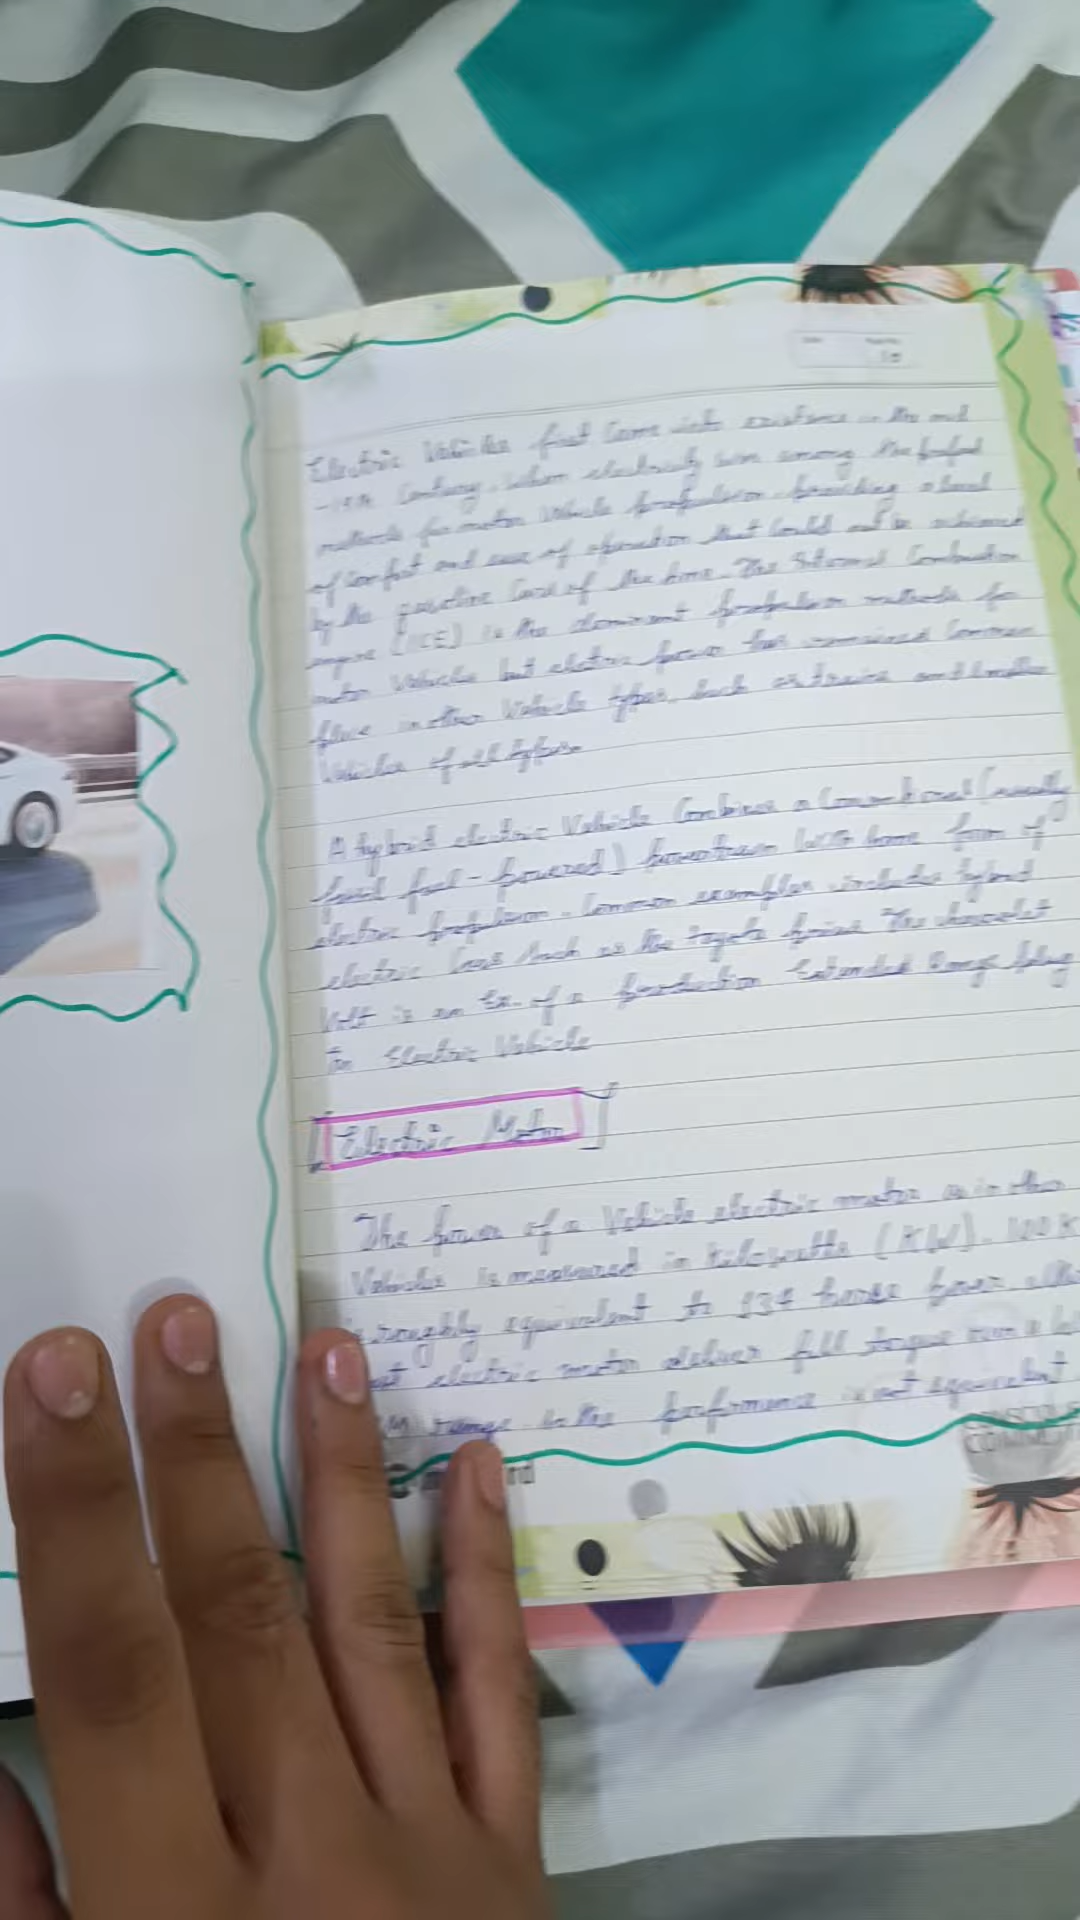 Electric Vehicles first Came into existence in the mid
-19th Century, when electricity was among the
methods for motor Vehicle propulsion, providing a level
of Comfort and ease of operation that Could not be achieved
by the gasoline Cars of the time. The Internal Combustion
engine (ICE) is the dominant propulsion methods for
motor Vehicles but electric power has remained Common
place in other Vehicle types, such as trains and smaller
Vehicles of all types.
A hybrid electric Vehicle Combines a Conventional (usually
fossil fuel-powered) powertrain with some form of
electric propulsion. Common examples includes hybrid
electric Cars such as the Toyota prius. The
Volt is an Ex. of a production Extended Range
Electric Vehicle
Electric Motor
The power of a Vehicle electric motor as in other
Vehicles is measured in kilowatts (KW). 100 K
roughly equivalent to 134 horse power
electric motor deliver full torque over a
range so the performance is not equivalent